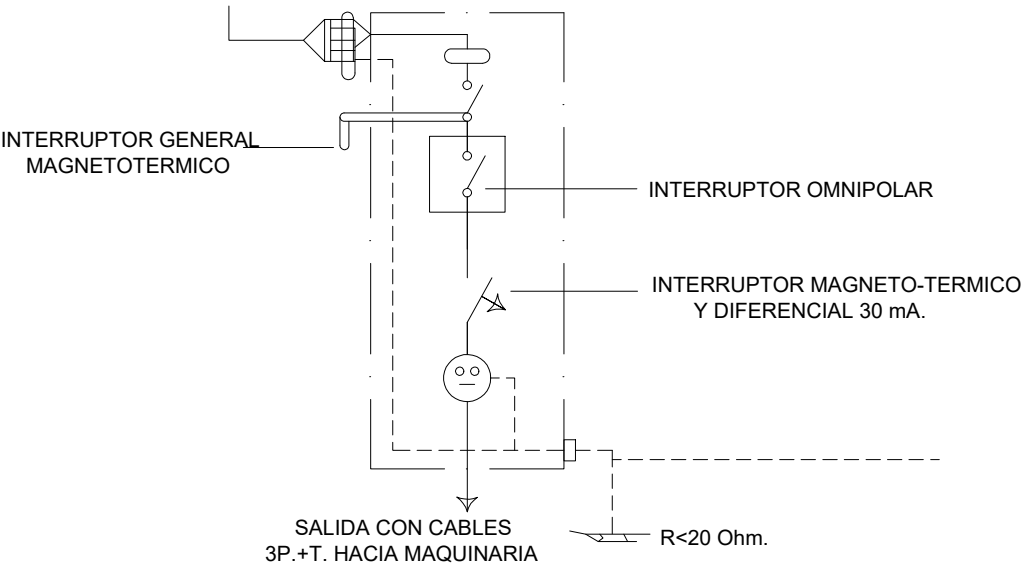 INTERRUPTOR GENERAL
MAGNETOTERMICO
INTERRUPTOR OMNIPOLAR
INTERRUPTOR MAGNETO-TERMICO
Y DIFERENCIAL 30 mA.
SALIDA CON CABLES
3P.+T. HACIA MAQUINARIA
R<20 Ohm.